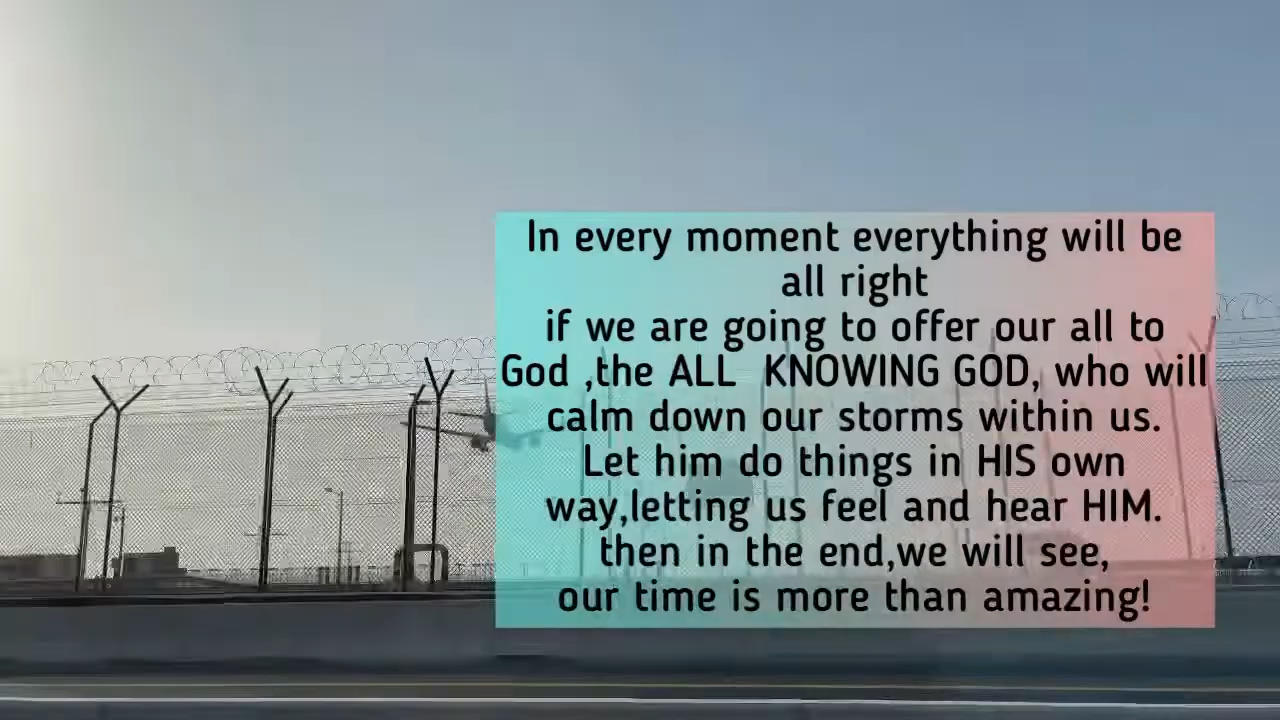 In every moment everything will be
all right
if we are going to offer our all to
God ,the ALL  KNOWING GOD, who will
calm down our storms within us.
Let him do things in HIS own
way,letting us feel and hear HIM.
then in the end,we will see,
our time is more than amazing!